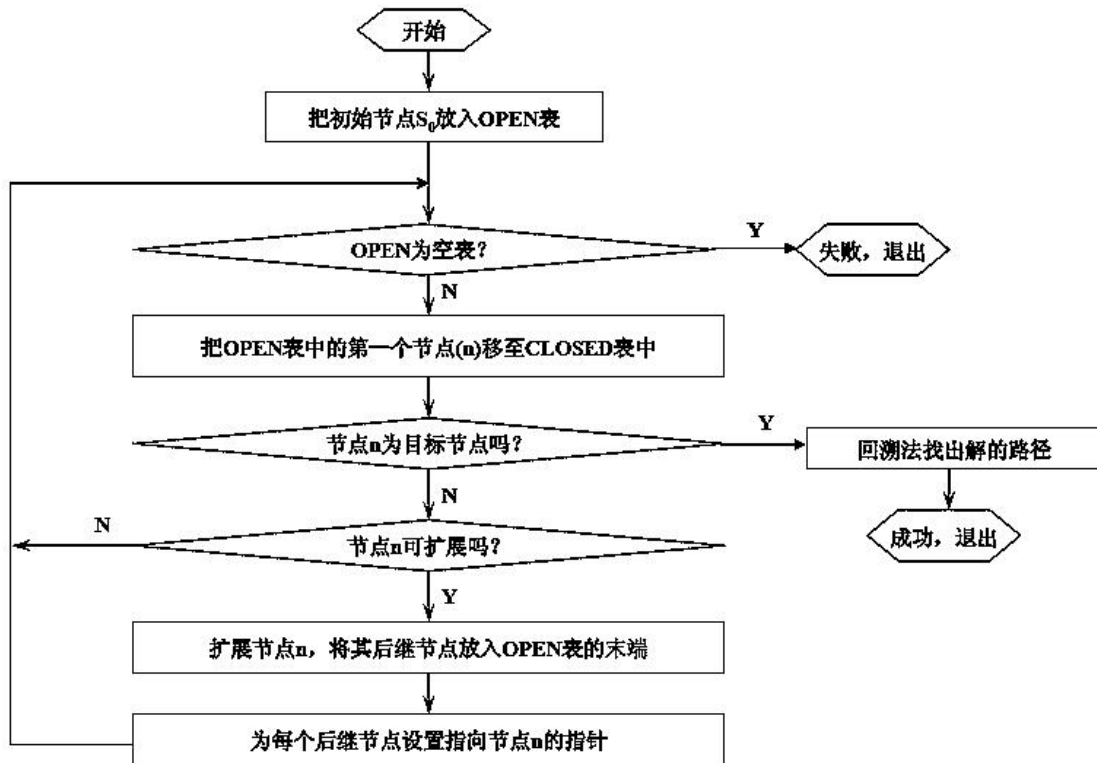 开始
把初始节点S₀放入OPEN表
OPEN为空表？
Y
失败，退出
N
把OPEN表中的第一个节点(n)移至CLOSED表中
节点n为目标节点吗？
Y
回溯法找出解的路径
N
成功，退出
N
节点n可扩展吗？
Y
扩展节点n，将其后继节点放入OPEN表的末端
为每个后继节点设置指向节点n的指针